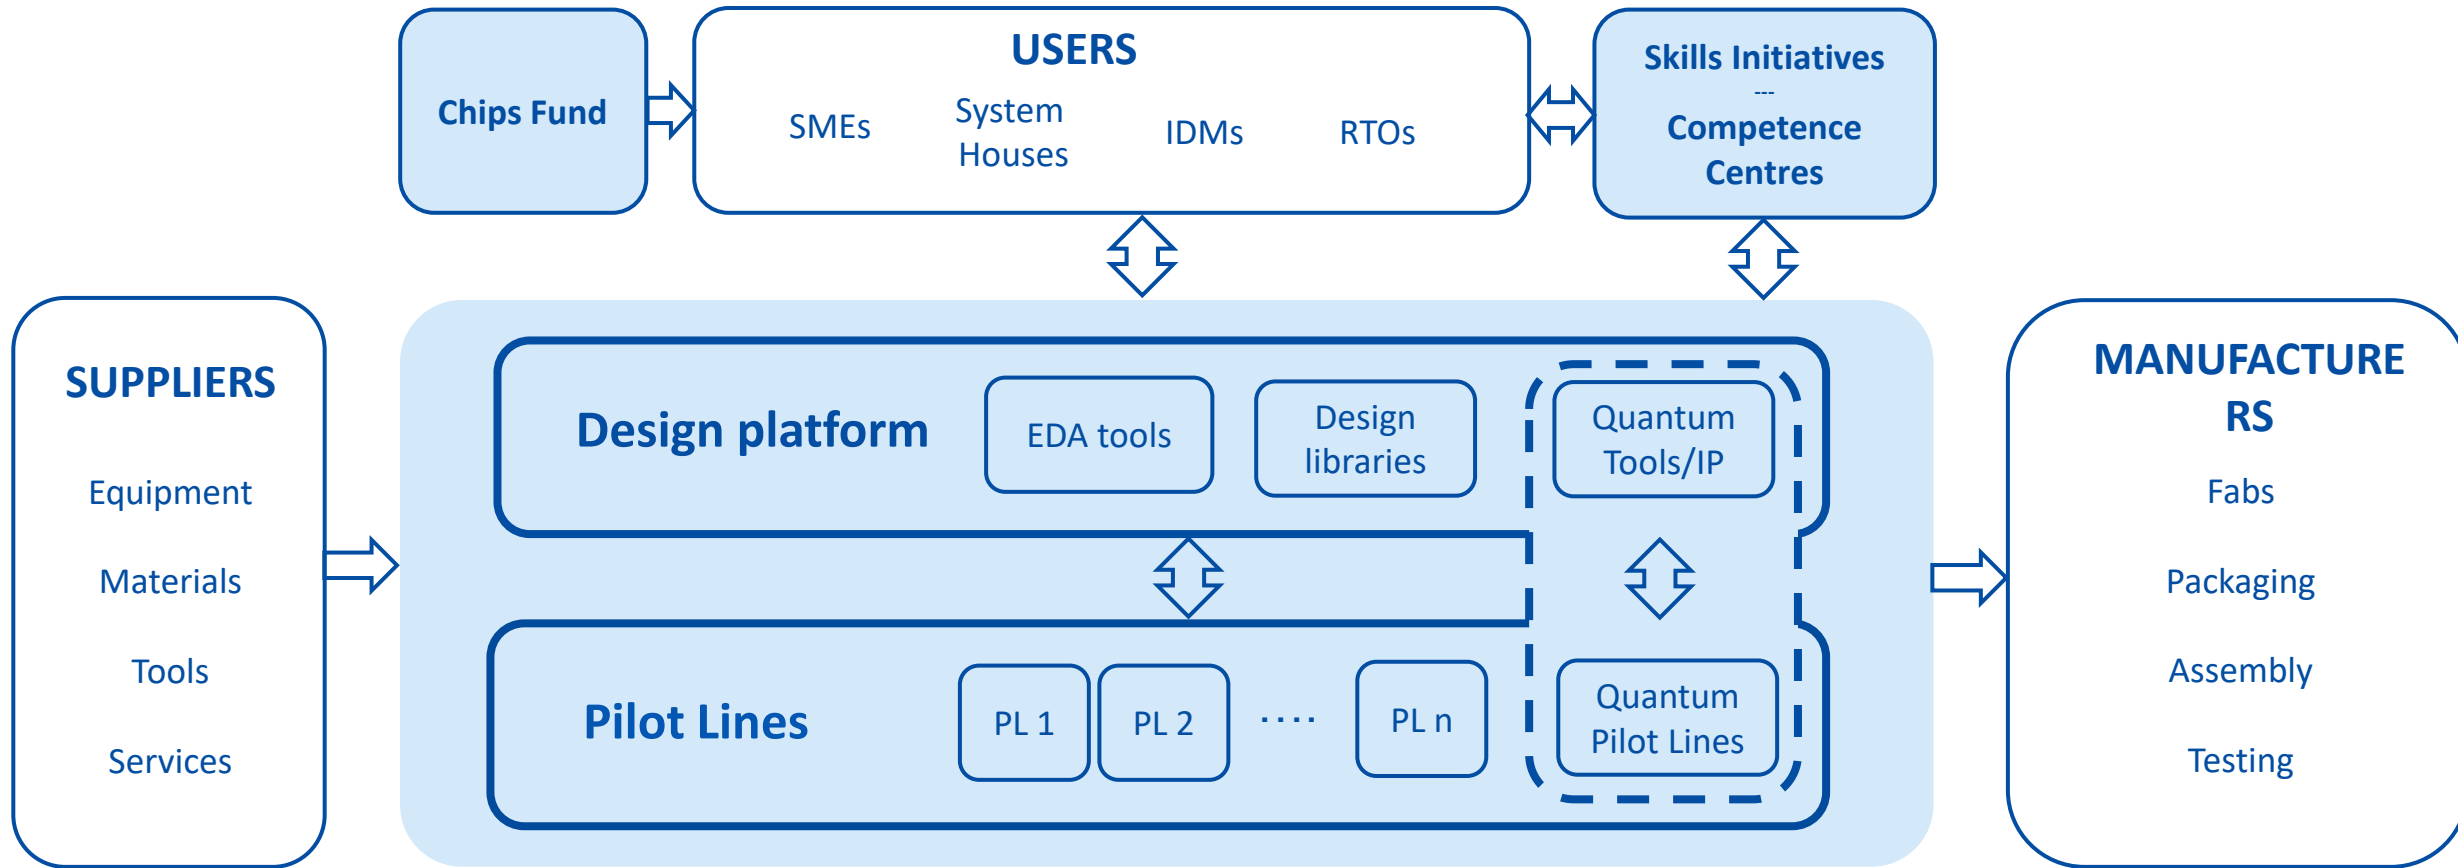 Chips Fund
USERS
SMEs
System
Houses
IDMs
RTOs
Skills Initiatives
---
Competence
Centres
SUPPLIERS
Equipment
Materials
Tools
Services
Design platform
EDA tools
Design
libraries
Quantum
Tools/IP
Pilot Lines
PL 1
PL 2
....
PL n
Quantum
Pilot Lines
MANUFACTURE
RS
Fabs
Packaging
Assembly
Testing